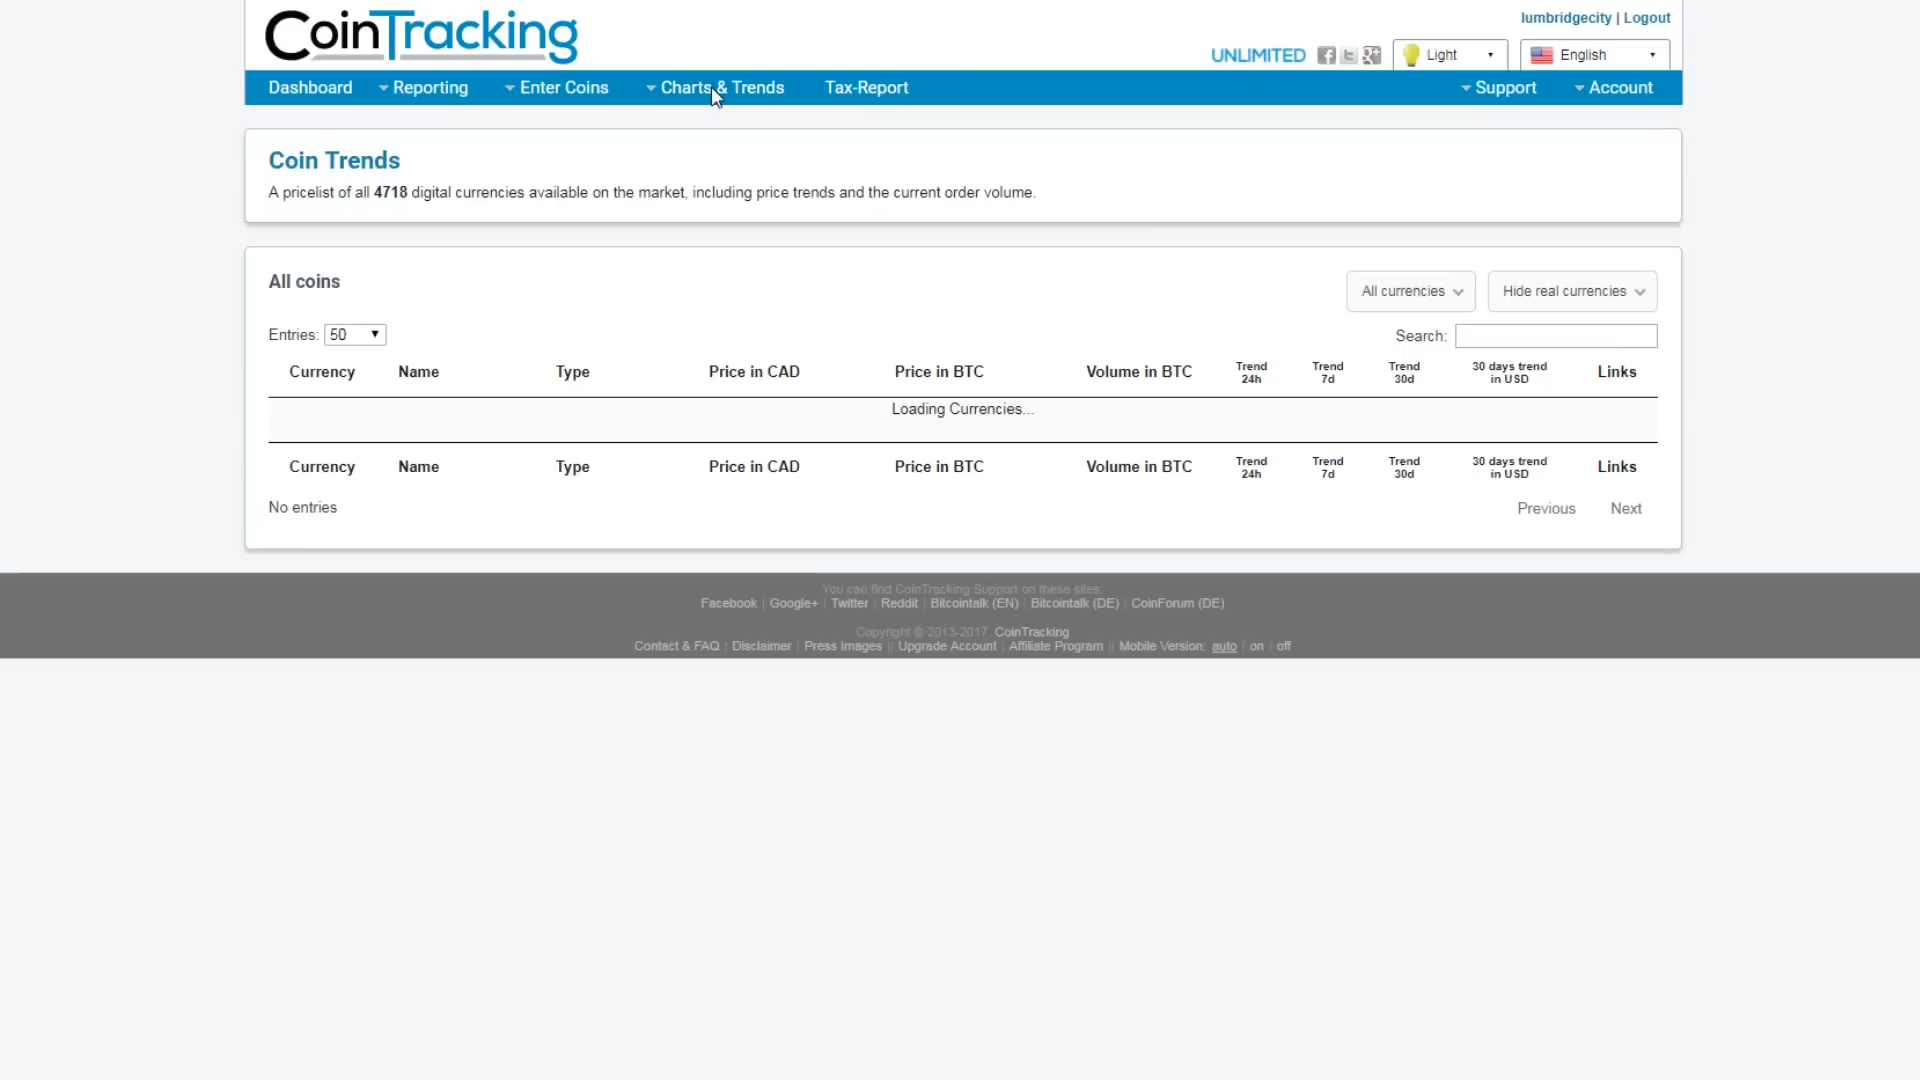 CoinTracking
lumbridgecity | Logout
UNLIMITED
Light
English
Dashboard Reporting Enter Coins Charts & Trends Tax-Report Support Account
Coin Trends
A pricelist of all 4718 digital currencies available on the market, including price trends and the current order volume.
All coins
All currencies Hide real currencies
Entries: 50 Search:
Currency Name Type Price in CAD Price in BTC Volume in BTC Trend 24h Trend 7d Trend 30d 30 days trend in USD Links
Loading Currencies...
Currency Name Type Price in CAD Price in BTC Volume in BTC Trend 24h Trend 7d Trend 30d 30 days trend in USD Links
No entries Previous Next
You can find CoinTracking Support on these sites.
Facebook | Google+ | Twitter | Reddit | Bitcointalk (EN) | Bitcointalk (DE) | CoinForum (DE)
Copyright © 2013-2017 CoinTracking
Contact & FAQ | Disclaimer | Press Images || Upgrade Account | Affiliate Program || Mobile Version: auto / on / off